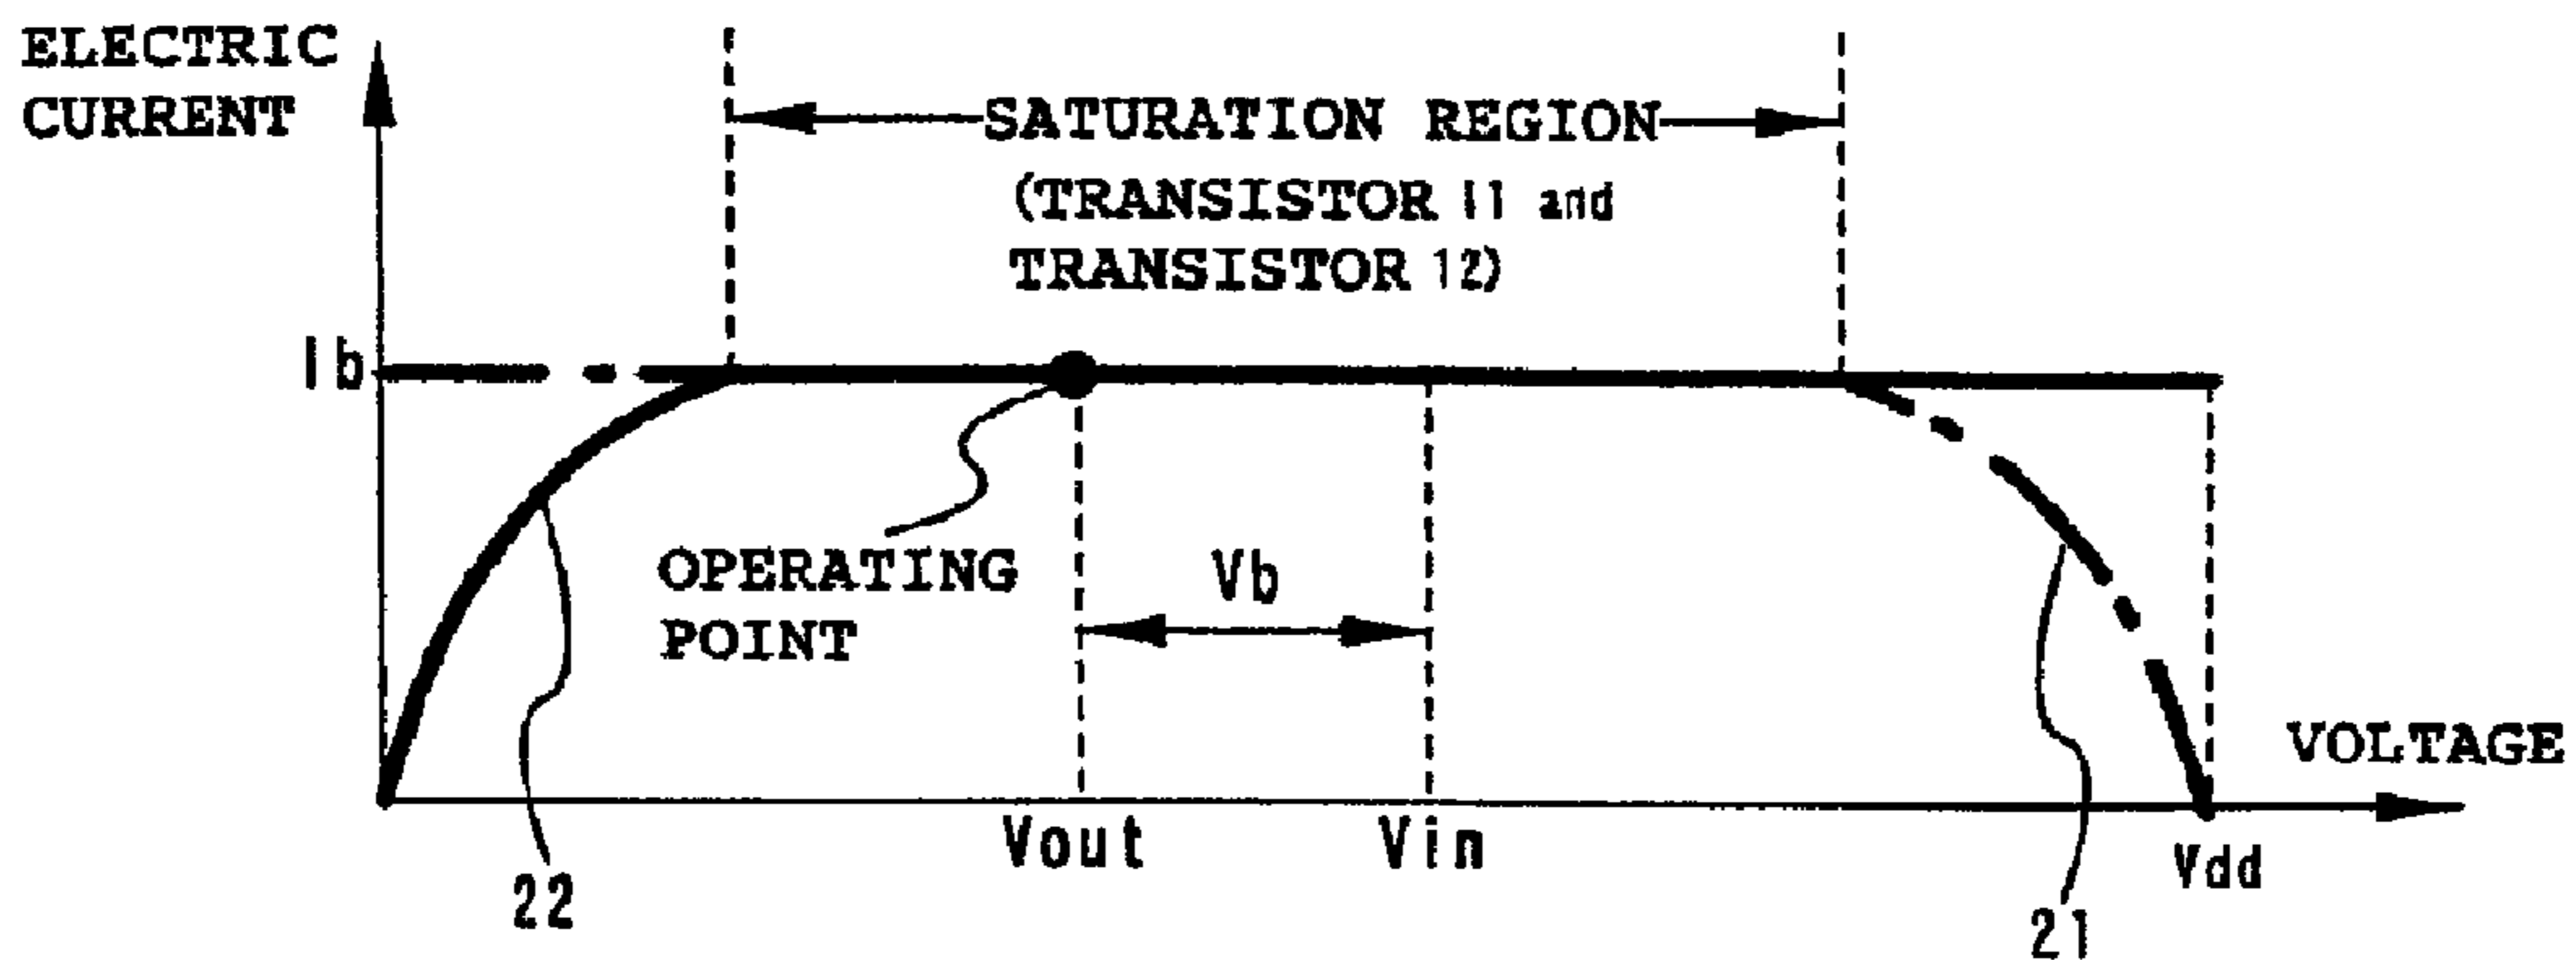 ELECTRIC
CURRENT
SATURATION REGION
(TRANSISTOR 11 and
TRANSISTOR 12)
Ib
OPERATING
POINT
Vb
VOLTAGE
Vout
Vin
Vdd
22
21